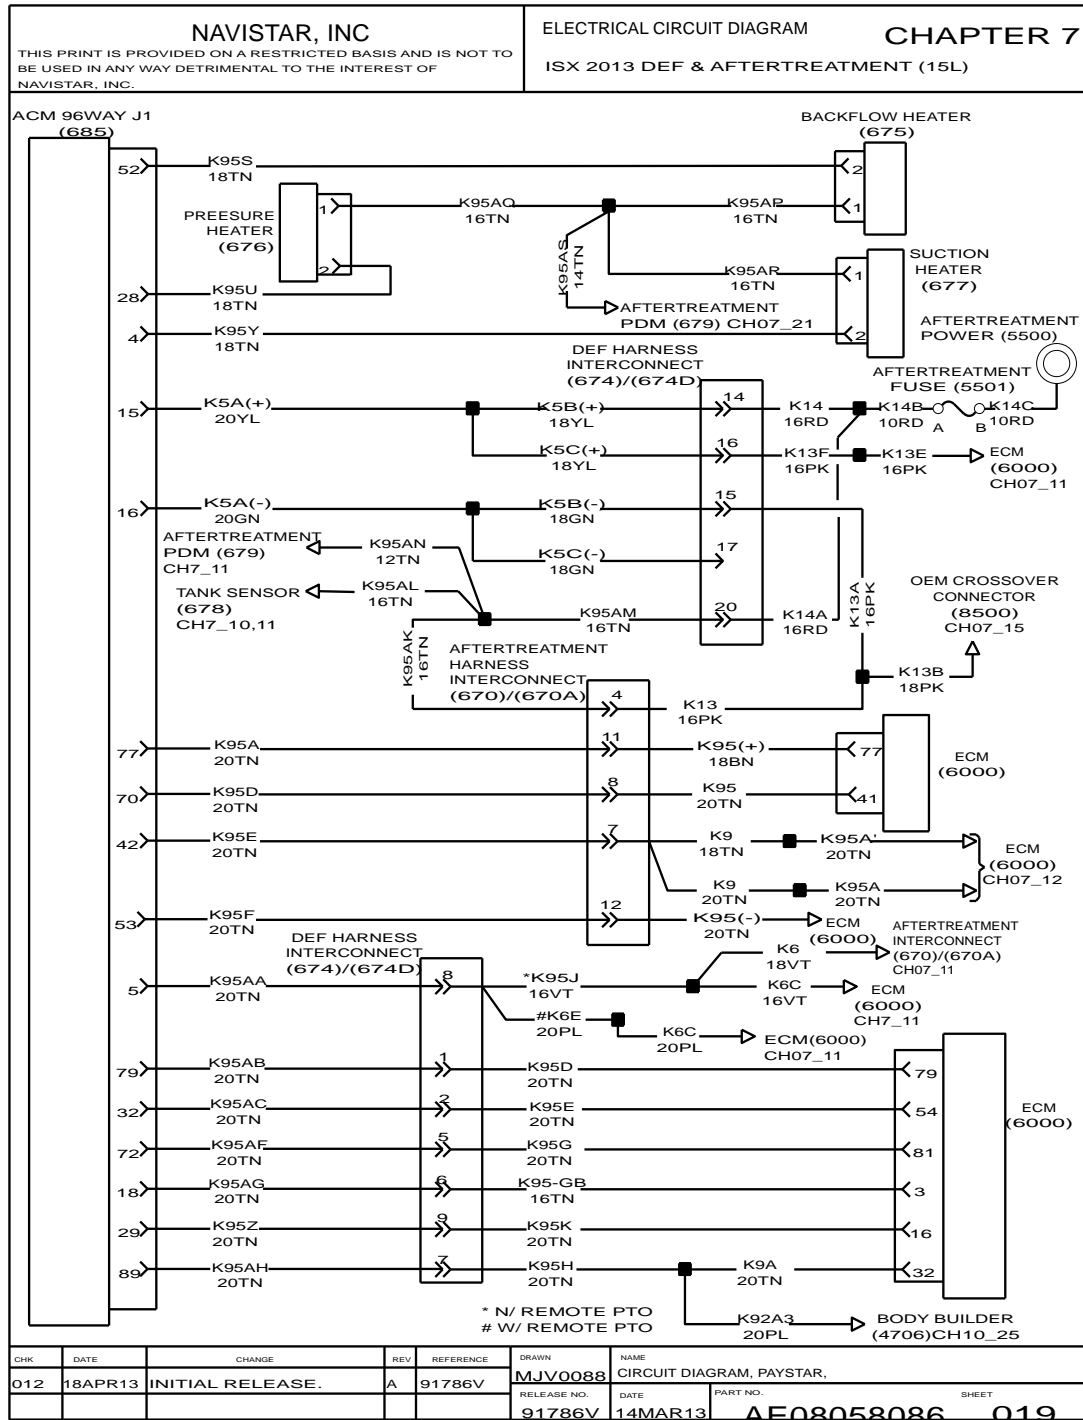 NAVISTAR, INC
THIS PRINT IS PROVIDED ON A RESTRICTED BASIS AND IS NOT TO
BE USED IN ANY WAY DETRIMENTAL TO THE INTEREST OF
NAVISTAR, INC.
ELECTRICAL CIRCUIT DIAGRAM
CHAPTER 7
ISX 2013 DEF & AFTERTREATMENT (15L)
ACM 96WAY J1
(685)
BACKFLOW HEATER
(675)
52
K95S
18TN
2
PREESURE
HEATER
(676)
1
K95AQ
16TN
K95AP
16TN
1
2
K95AS
14TN
K95AR
16TN
1
SUCTION
HEATER
(677)
28
K95U
18TN
AFTERTREATMENT
PDM (679) CH07_21
4
K95Y
18TN
2
AFTERTREATMENT
POWER (5500)
DEF HARNESS
INTERCONNECT
(674)/(674D)
AFTERTREATMENT
FUSE (5501)
15
K5A(+)
20YL
K5B(+)
18YL
14
K14
16RD
K14B
10RD
A
B
K14C
10RD
K5C(+)
18YL
16
K13F
16PK
K13E
16PK
ECM
(6000)
CH07_11
16
K5A(-)
20GN
K5B(-)
18GN
15
AFTERTREATMENT
PDM (679)
CH7_11
K95AN
12TN
K5C(-)
18GN
17
TANK SENSOR
(678)
CH7_10,11
K95AL
16TN
K95AM
16TN
20
K14A
16RD
K13A
16PK
OEM CROSSOVER
CONNECTOR
(8500)
CH07_15
K95AK
16TN
AFTERTREATMENT
HARNESS
INTERCONNECT
(670)/(670A)
K13B
18PK
4
K13
16PK
77
K95A
20TN
11
K95(+)
18BN
77
ECM
(6000)
70
K95D
20TN
8
K95
20TN
41
42
K95E
20TN
7
K9
18TN
K95A'
20TN
ECM
(6000)
CH07_12
K9
20TN
K95A
20TN
53
K95F
20TN
12
K95(-)
20TN
ECM
(6000)
DEF HARNESS
INTERCONNECT
(674)/(674D)
K6
18VT
AFTERTREATMENT
INTERCONNECT
(670)/(670A)
CH07_11
5
K95AA
20TN
8
*K95J
16VT
K6C
16VT
ECM
(6000)
CH7_11
#K6E
20PL
K6C
20PL
ECM(6000)
CH07_11
79
K95AB
20TN
1
K95D
20TN
79
32
K95AC
20TN
2
K95E
20TN
54
ECM
(6000)
72
K95AF
20TN
5
K95G
20TN
81
18
K95AG
20TN
6
K95-GB
16TN
3
29
K95Z
20TN
9
K95K
20TN
16
89
K95AH
20TN
7
K95H
20TN
K9A
20TN
32
* N/ REMOTE PTO
# W/ REMOTE PTO
K92A3
20PL
BODY BUILDER
(4706)CH10_25
CHK DATE CHANGE REV REFERENCE
012 18APR13 INITIAL RELEASE. A 91786V
DRAWN
MJV0088
NAME
CIRCUIT DIAGRAM, PAYSTAR,
RELEASE NO.
91786V
DATE
14MAR13
PART NO.
AE08058086
SHEET
019